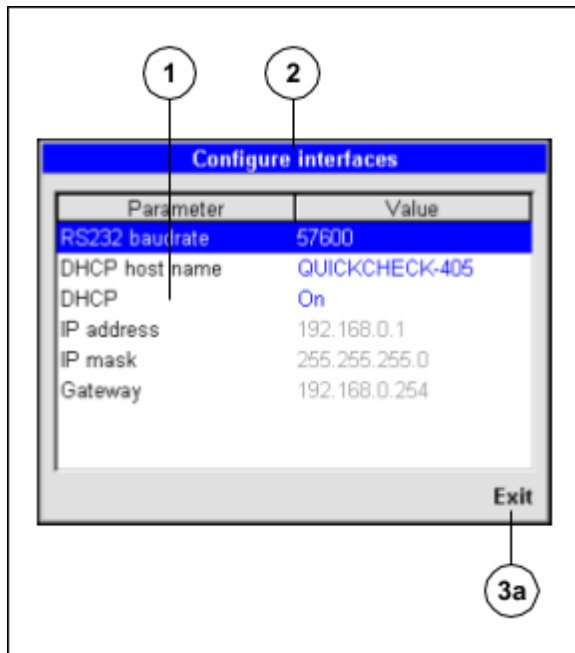 1 2
Configure interfaces
Parameter Value
RS232 baudrate 57600
DHCP host name QUICKCHECK-405
DHCP On
IP address 192.168.0.1
IP mask 255.255.255.0
Gateway 192.168.0.254
Exit
3a